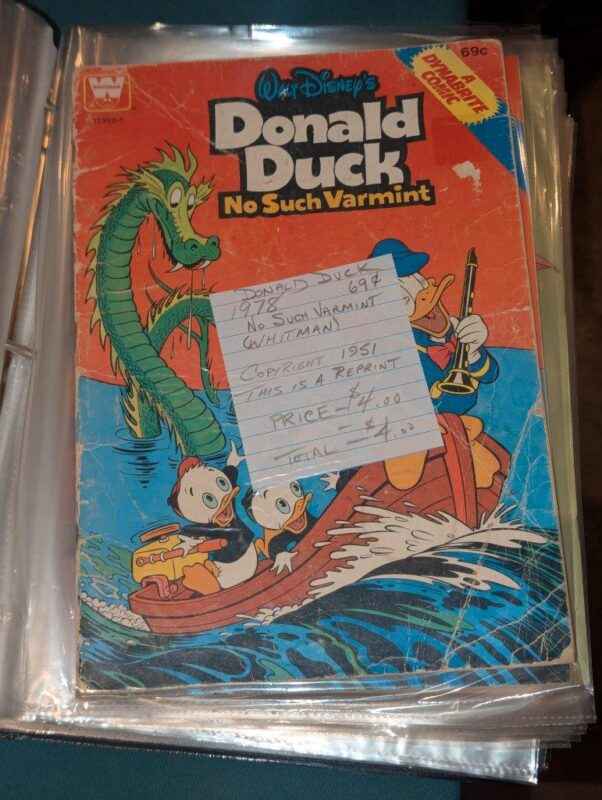 69¢
A
DYNABRITE
COMIC
W
Walt Disney's
Donald
Duck
No Such Varmint
DONALD DUCK
1978 69¢
NO SUCH VARMINT
(WHITMAN)
COPYRIGHT 1951
THIS IS A REPRINT
PRICE — $4.00
TOTAL — $4.00